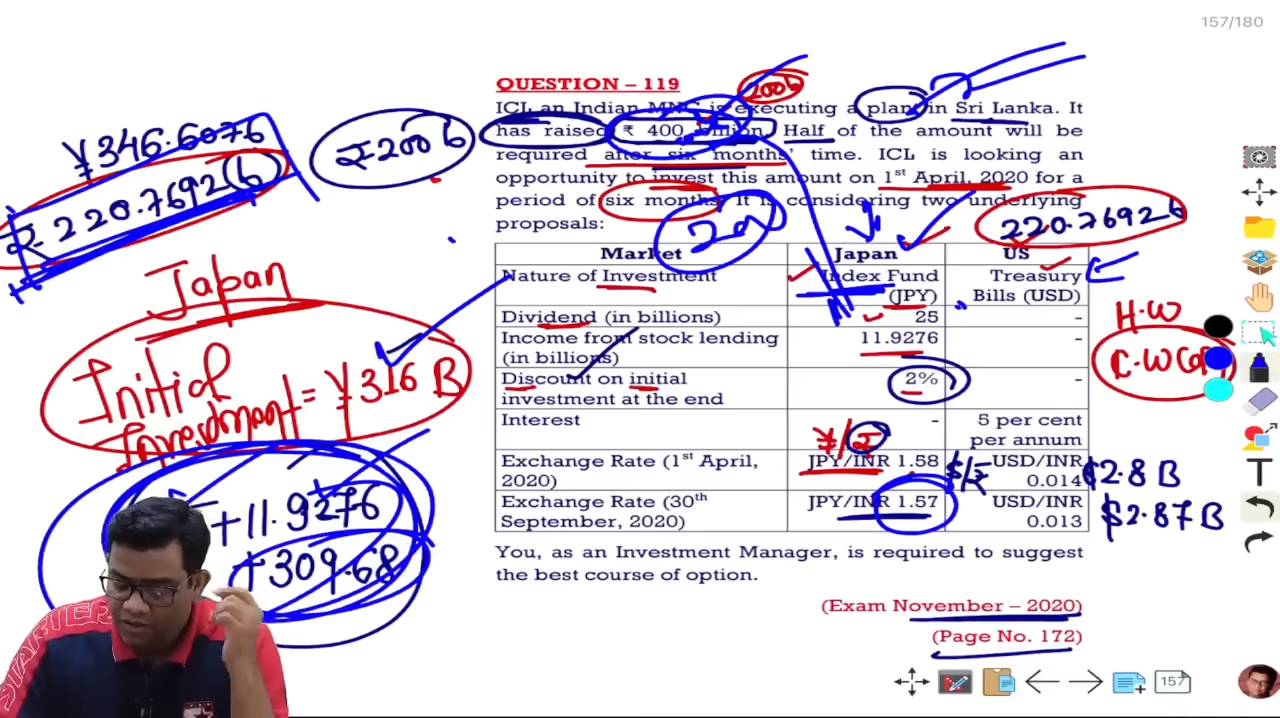 157/180
QUESTION – 119
200b
ICL an Indian MNC is executing a plant in Sri Lanka. It
has raised ₹ 400 billion. Half of the amount will be
required after six months' time. ICL is looking an
opportunity to invest this amount on 1st April, 2020 for a
period of six months. It is considering two underlying
proposals:
¥346.6076
₹ 220.7692(b)
₹200b
200
220.7692b
Market Japan US
Nature of Investment Index Fund (JPY) Treasury Bills (USD)
Dividend (in billions) 25 -
Income from stock lending (in billions) 11.9276 -
Discount on initial investment at the end 2% -
Interest - 5 per cent per annum
Exchange Rate (1st April, 2020) JPY/INR 1.58 USD/INR 0.014
Exchange Rate (30th September, 2020) JPY/INR 1.57 USD/INR 0.013
¥/₹
$/₹
$2.8 B
$2.87 B
H.W
Japan
Initial
Investment = ¥316 B
+11.9276
+309.68
You, as an Investment Manager, is required to suggest
the best course of option.
(Exam November – 2020)
(Page No. 172)
157
STARTER